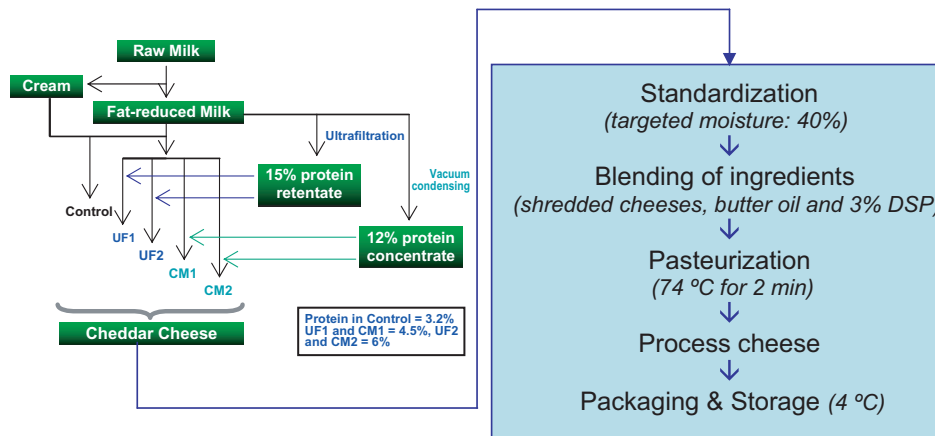 Raw Milk
Cream
Fat-reduced Milk
Ultrafiltration
Vacuum
condensing
15% protein
retentate
Control
UF1
UF2
CM1
CM2
12% protein
concentrate
Protein in Control = 3.2%
UF1 and CM1 = 4.5%, UF2
and CM2 = 6%
Cheddar Cheese
Standardization
(targeted moisture: 40%)
Blending of ingredients
(shredded cheeses, butter oil and 3% DSP)
Pasteurization
(74 ºC for 2 min)
Process cheese
Packaging & Storage (4 ºC)